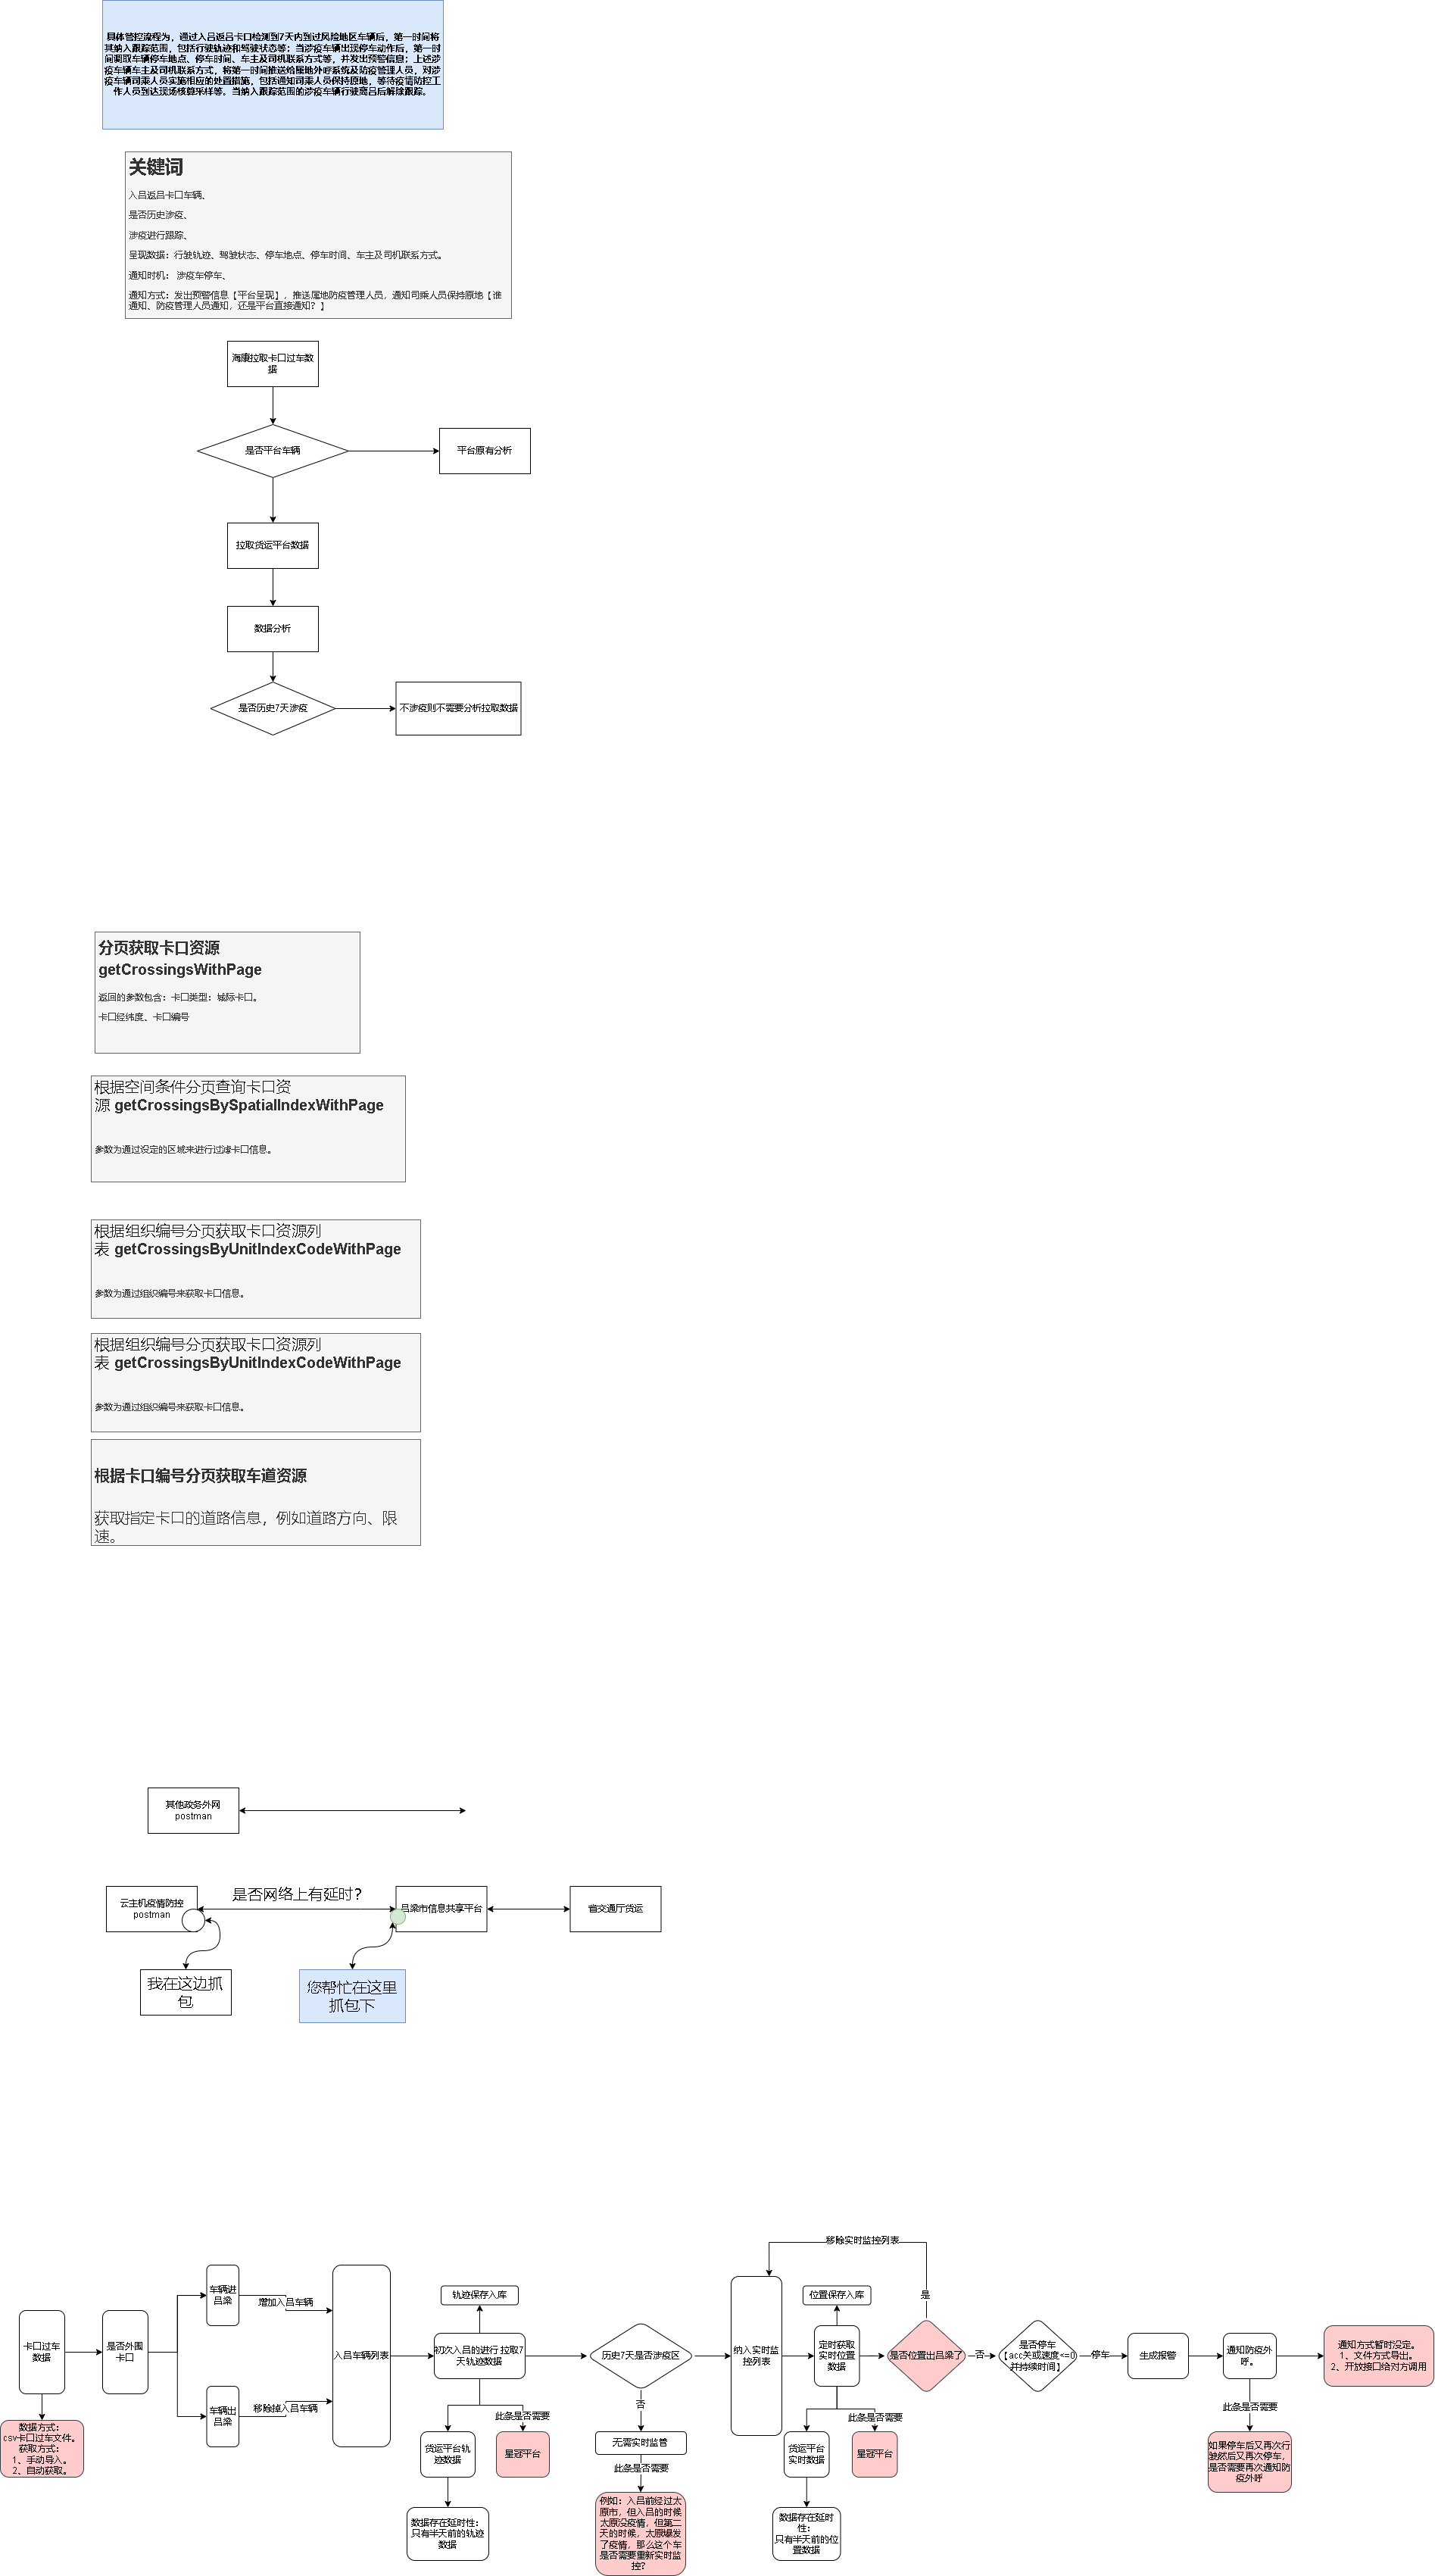 具体管控流程为，通过入吕返吕卡口检测到7天内到过风险地区车辆后，第一时间将
其纳入跟踪范围，包括行驶轨迹和驾驶状态等；当涉疫车辆出现停车动作后，第一时
间调取车辆停车地点、停车时间、车主及司机联系方式等，并发出预警信息；上述涉
疫车辆车主及司机联系方式，将第一时间推送给属地外呼系统及防疫管理人员，对涉
疫车辆司乘人员实施相应的处置措施，包括通知司乘人员保持原地，等待疫情防控工
作人员到达现场核算采样等。当纳入跟踪范围的涉疫车辆行驶离吕后解除跟踪。
关键词
入吕返吕卡口车辆、
是否历史涉疫、
涉疫进行跟踪、
呈现数据：行驶轨迹、驾驶状态、停车地点、停车时间、车主及司机联系方式。
通知时机： 涉疫车停车、
通知方式：发出预警信息【平台呈现】，推送属地防疫管理人员，通知司乘人员保持原地【谁
通知、防疫管理人员通知，还是平台直接通知？】
海康拉取卡口过车数
据
是否平台车辆
平台原有分析
拉取货运平台数据
数据分析
是否历史7天涉疫
不涉疫则不需要分析拉取数据
分页获取卡口资源
getCrossingsWithPage
返回的参数包含：卡口类型：城际卡口。
卡口经纬度、卡口编号
根据空间条件分页查询卡口资
源 getCrossingsBySpatialIndexWithPage
参数为通过设定的区域来进行过滤卡口信息。
根据组织编号分页获取卡口资源列
表 getCrossingsByUnitIndexCodeWithPage
参数为通过组织编号来获取卡口信息。
根据组织编号分页获取卡口资源列
表 getCrossingsByUnitIndexCodeWithPage
参数为通过组织编号来获取卡口信息。
根据卡口编号分页获取车道资源
获取指定卡口的道路信息，例如道路方向、限
速。
其他政务外网
postman
云主机疫情防控
postman
是否网络上有延时？
吕梁市信息共享平台
省交通厅货运
我在这边抓
包
您帮忙在这里
抓包下
卡口过车
数据
数据方式：
csv卡口过车文件。
获取方式：
1、手动导入。
2、自动获取。
是否外围
卡口
车辆进
吕梁
增加入吕车辆
车辆出
吕梁
移除掉入吕车辆
入吕车辆列表
轨迹保存入库
初次入吕的进行 拉取7
天轨迹数据
货运平台轨
迹数据
数据存在延时性：
只有半天前的轨迹
数据
此条是否需要
星冠平台
历史7天是否涉疫区
否
无需实时监管
此条是否需要
例如：入吕前经过太
原市，但入吕的时候
太原没疫情，但第二
天的时候，太原爆发
了疫情，那么这个车
是否需要重新实时监
控？
纳入实时监
控列表
移除实时监控列表
位置保存入库
定时获取
实时位置
数据
货运平台
实时数据
数据存在延时
性：
只有半天前的位
置数据
此条是否需要
星冠平台
是
是否位置出吕梁了
否
是否停车
【acc关或速度<=0
并持续时间】
停车
生成报警
通知防疫外
呼。
此条是否需要
如果停车后又再次行
驶然后又再次停车，
是否需要再次通知防
疫外呼
通知方式暂时没定。
1、文件方式导出。
2、开放接口给对方调用